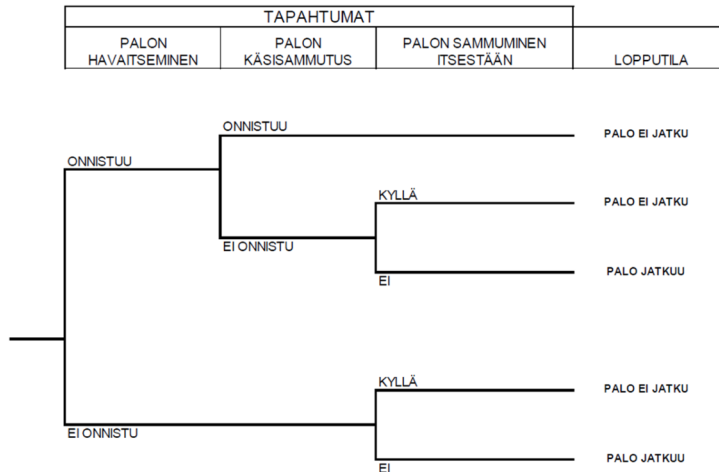 TAPAHTUMAT
PALON
HAVAITSEMINEN
PALON
KÄSISAMMUTUS
PALON SAMMUMINEN
ITSESTÄÄN
LOPPUTILA
ONNISTUU
PALO EI JATKU
ONNISTUU
KYLLÄ
PALO EI JATKU
EI ONNISTU
EI
PALO JATKUU
KYLLÄ
PALO EI JATKU
EI ONNISTU
EI
PALO JATKUU